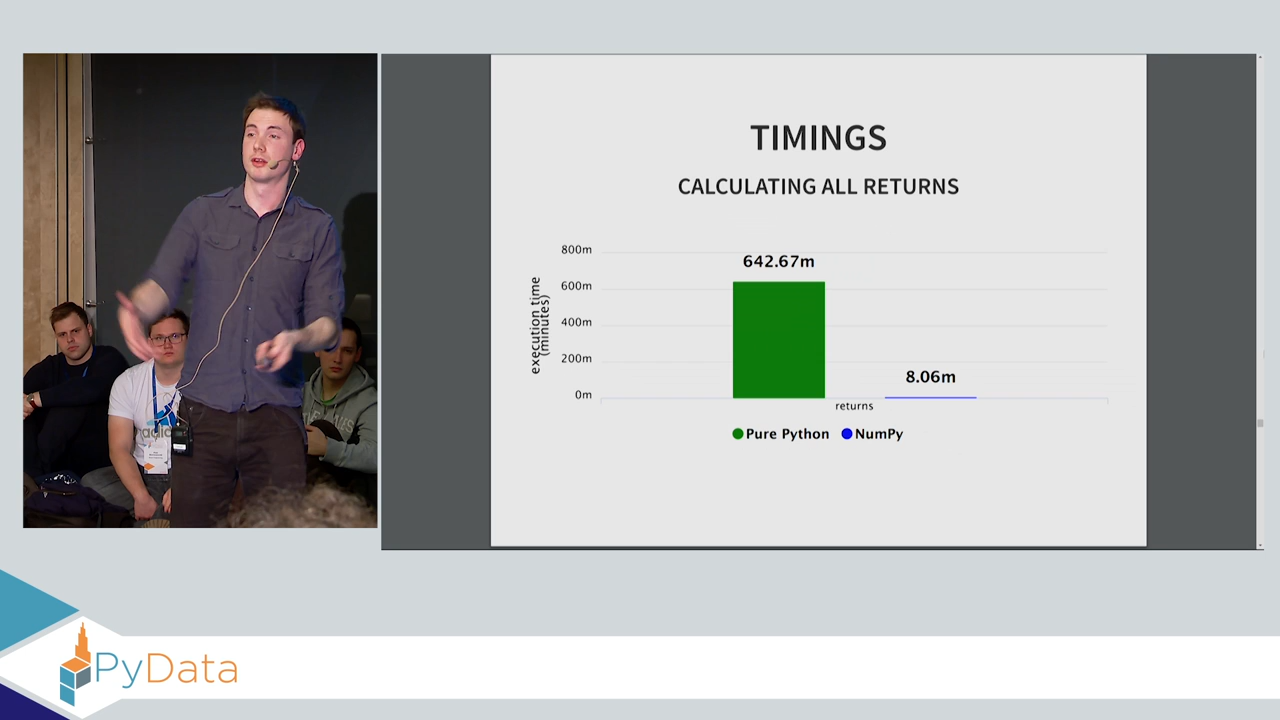 TIMINGS
CALCULATING ALL RETURNS
800m
600m
400m
200m
0m
execution time
(minutes)
642.67m
8.06m
returns
Pure Python
NumPy
PyData